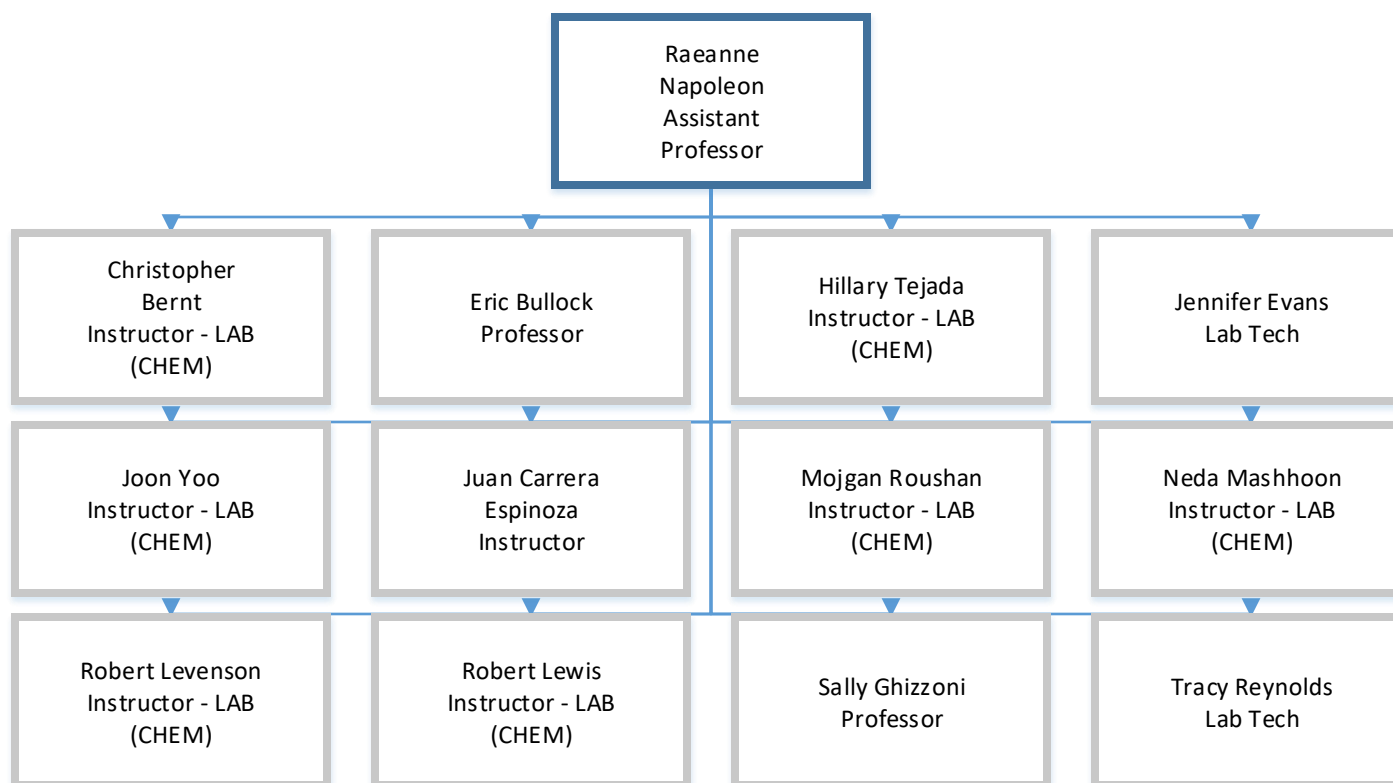 Raeanne
Napoleon
Assistant
Professor
Christopher
Bernt
Instructor - LAB
(CHEM)
Eric Bullock
Professor
Hillary Tejada
Instructor - LAB
(CHEM)
Jennifer Evans
Lab Tech
Joon Yoo
Instructor - LAB
(CHEM)
Juan Carrera
Espinoza
Instructor
Mojgan Roushan
Instructor - LAB
(CHEM)
Neda Mashhoon
Instructor - LAB
(CHEM)
Robert Levenson
Instructor - LAB
(CHEM)
Robert Lewis
Instructor - LAB
(CHEM)
Sally Ghizzoni
Professor
Tracy Reynolds
Lab Tech